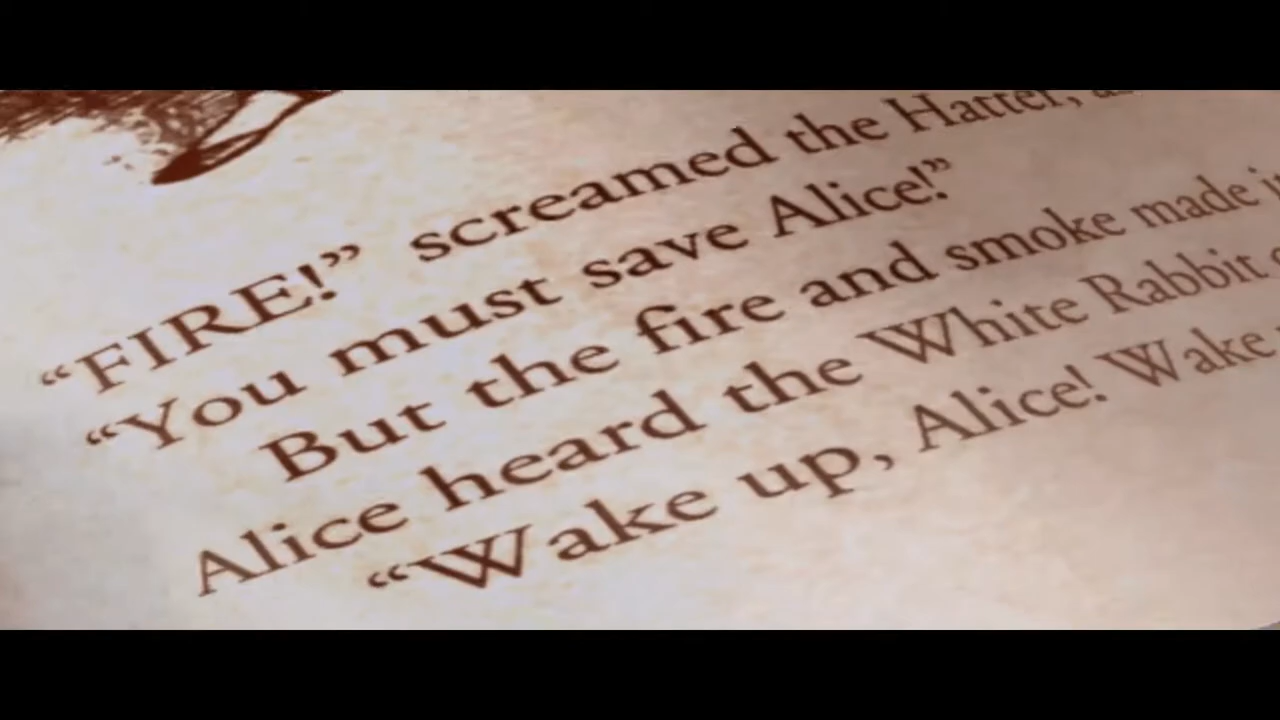 “FIRE!” screamed the Hatter,
“You must save Alice!”
But the fire and smoke made
Alice heard the White Rabbit
“Wake up, Alice! Wake